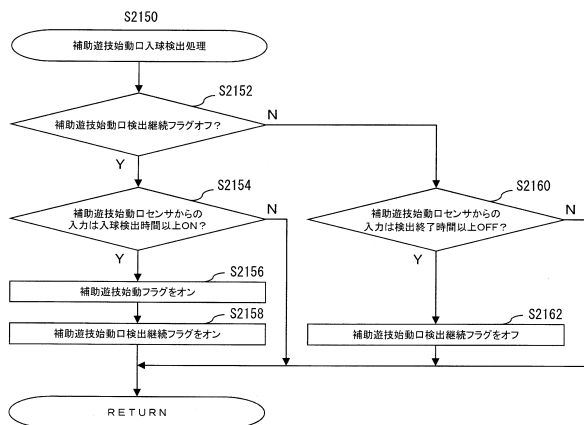 S2150
補助遊技始動口入球検出処理
S2152
補助遊技始動口検出継続フラグオフ？
N
Y
S2154
補助遊技始動口センサからの
入力は入球検出時間以上ON？
N
Y
S2160
補助遊技始動口センサからの
入力は検出終了時間以上OFF？
N
Y
S2156
補助遊技始動フラグをオン
S2158
補助遊技始動口検出継続フラグをオン
S2162
補助遊技始動口検出継続フラグをオフ
RETURN